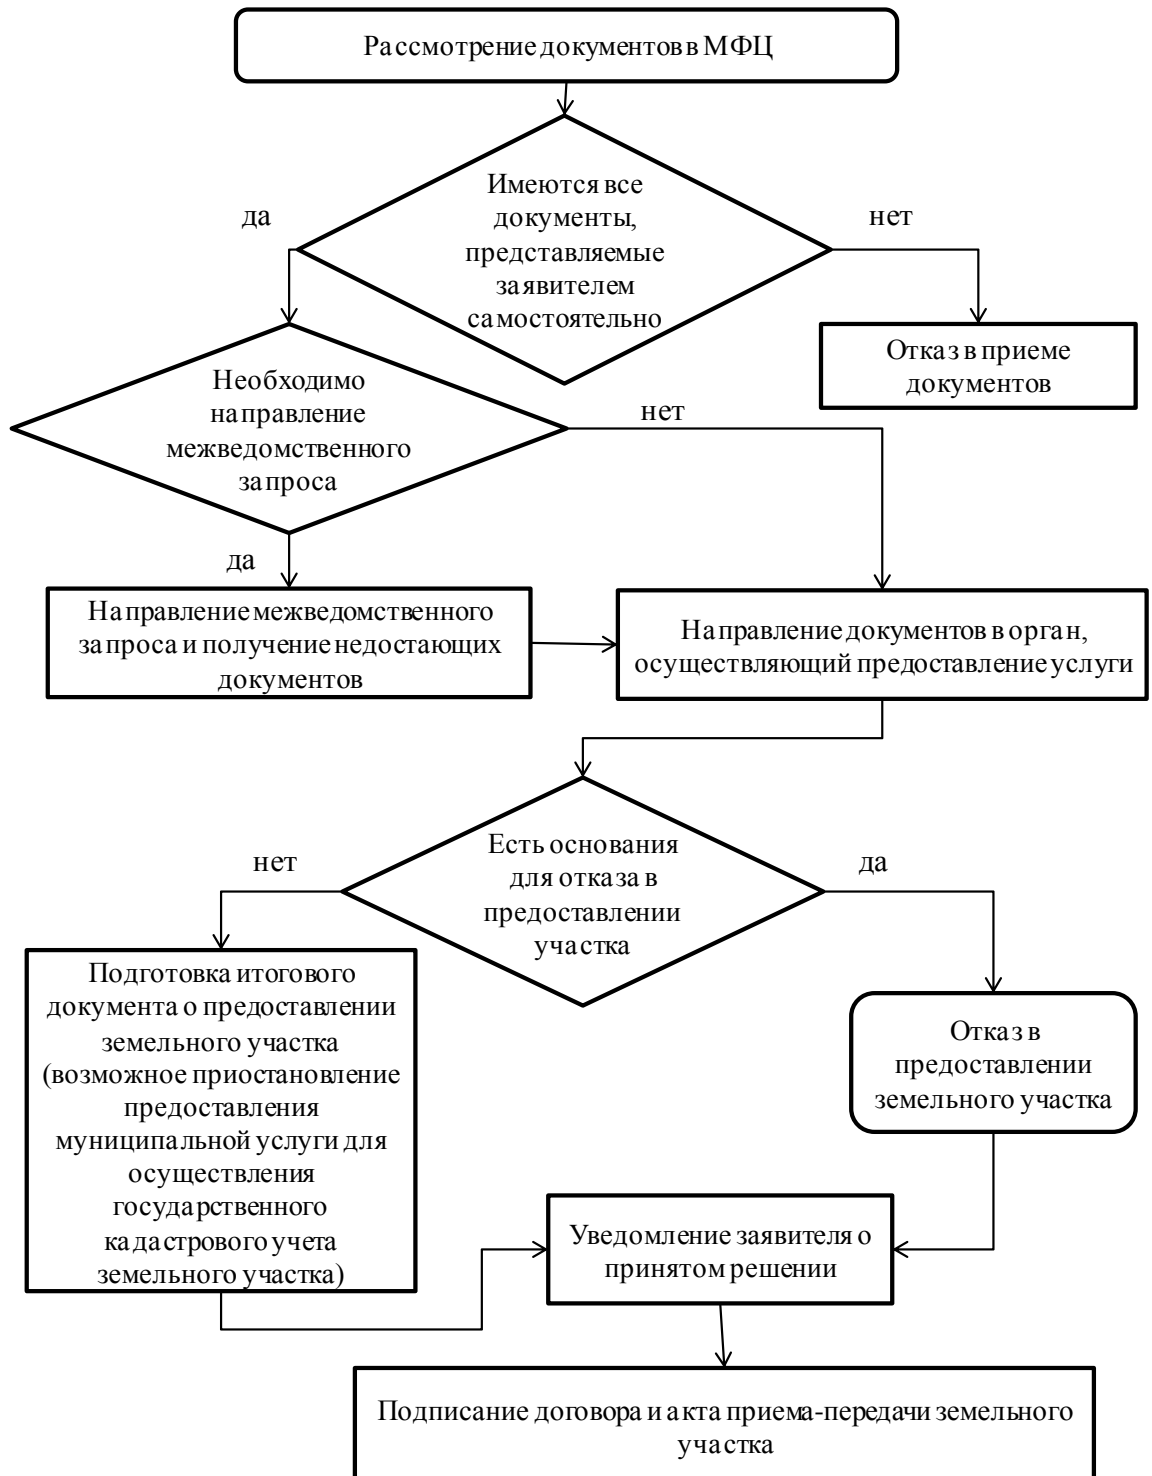 Рассмотрение документов в МФЦ
Имеются все
документы,
представляемые
заявителем
самостоятельно
да
нет
Отказ в приеме
документов
Необходимо
направление
межведомственного
запроса
нет
да
Направление межведомственного
запроса и получение недостающих
документов
Направление документов в орган,
осуществляющий предоставление услуги
Есть основания
для отказа в
предоставлении
участка
нет
да
Подготовка итогового
документа о предоставлении
земельного участка
(возможное приостановление
предоставления
муниципальной услуги для
осуществления
государственного
кадастрового учета
земельного участка)
Отказ в
предоставлении
земельного участка
Уведомление заявителя о
принятом решении
Подписание договора и акта приема-передачи земельного
участка